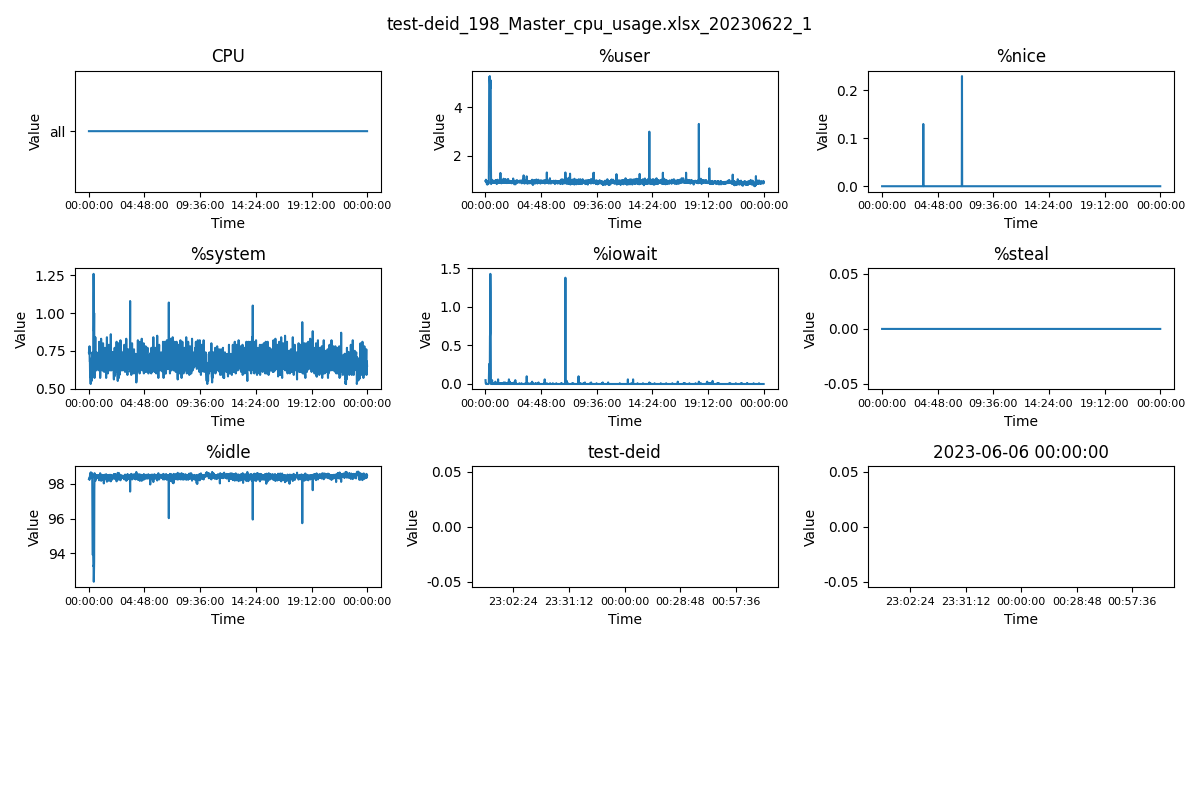 test-deid_198_Master_cpu_usage.xlsx_20230622_1
CPU
Value
all
00:00:00 04:48:00 09:36:00 14:24:00 19:12:00 00:00:00
Time
%user
Value
4
2
00:00:00 04:48:00 09:36:00 14:24:00 19:12:00 00:00:00
Time
%nice
Value
0.2
0.1
0.0
00:00:00 04:48:00 09:36:00 14:24:00 19:12:00 00:00:00
Time
%system
Value
1.25
1.00
0.75
0.50
00:00:00 04:48:00 09:36:00 14:24:00 19:12:00 00:00:00
Time
%iowait
Value
1.5
1.0
0.5
0.0
00:00:00 04:48:00 09:36:00 14:24:00 19:12:00 00:00:00
Time
%steal
Value
0.05
0.00
-0.05
00:00:00 04:48:00 09:36:00 14:24:00 19:12:00 00:00:00
Time
%idle
Value
98
96
94
00:00:00 04:48:00 09:36:00 14:24:00 19:12:00 00:00:00
Time
test-deid
Value
0.05
0.00
-0.05
23:02:24 23:31:12 00:00:00 00:28:48 00:57:36
Time
2023-06-06 00:00:00
Value
0.05
0.00
-0.05
23:02:24 23:31:12 00:00:00 00:28:48 00:57:36
Time